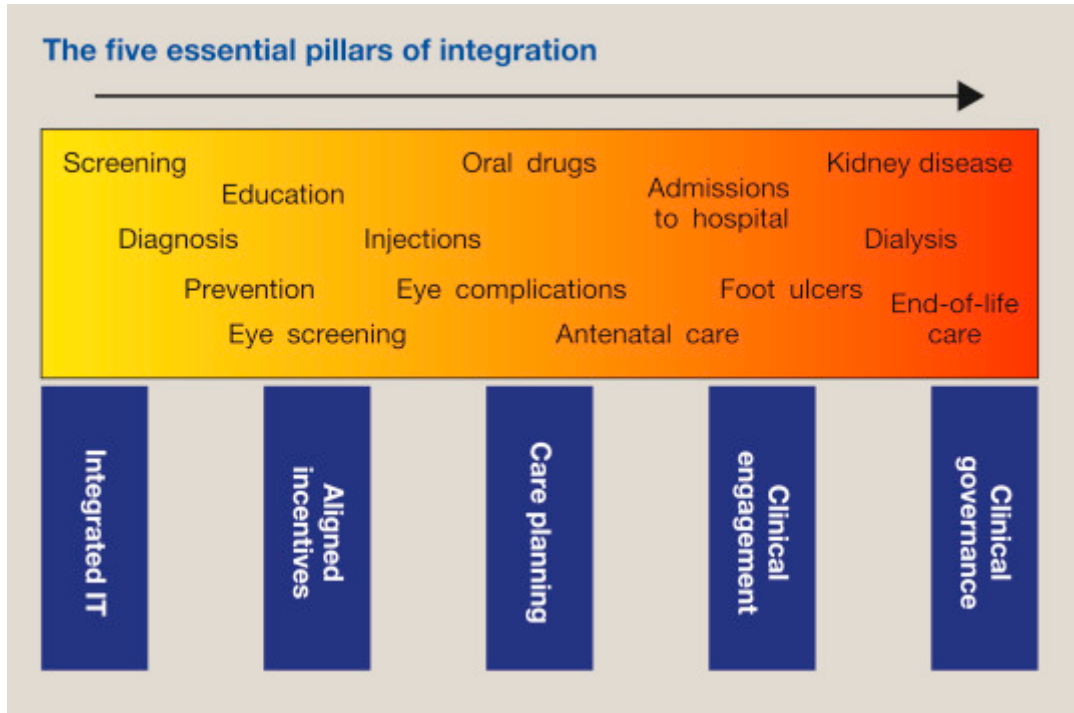 The five essential pillars of integration
Screening
Oral drugs
Kidney disease
Education
Admissions
to hospital
Diagnosis
Injections
Dialysis
Prevention
Eye complications
Foot ulcers
End-of-life
care
Eye screening
Antenatal care
Integrated IT
Aligned
incentives
Care planning
Clinical
engagement
Clinical
governance